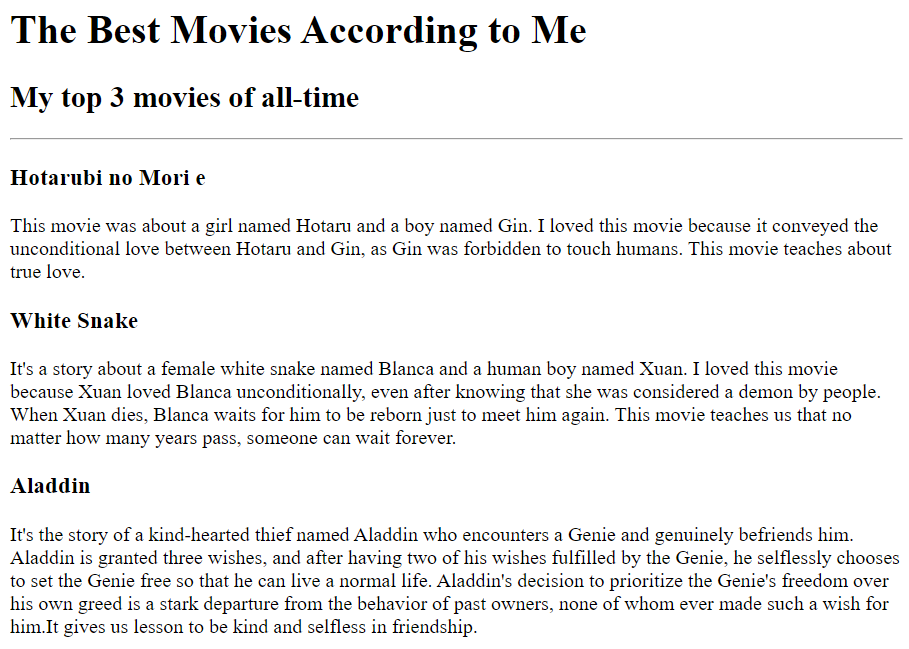 The Best Movies According to Me
My top 3 movies of all-time
Hotarubi no Mori e
This movie was about a girl named Hotaru and a boy named Gin. I loved this movie because it conveyed the
unconditional love between Hotaru and Gin, as Gin was forbidden to touch humans. This movie teaches about
true love.
White Snake
It's a story about a female white snake named Blanca and a human boy named Xuan. I loved this movie
because Xuan loved Blanca unconditionally, even after knowing that she was considered a demon by people.
When Xuan dies, Blanca waits for him to be reborn just to meet him again. This movie teaches us that no
matter how many years pass, someone can wait forever.
Aladdin
It's the story of a kind-hearted thief named Aladdin who encounters a Genie and genuinely befriends him.
Aladdin is granted three wishes, and after having two of his wishes fulfilled by the Genie, he selflessly chooses
to set the Genie free so that he can live a normal life. Aladdin's decision to prioritize the Genie's freedom over
his own greed is a stark departure from the behavior of past owners, none of whom ever made such a wish for
him.It gives us lesson to be kind and selfless in friendship.